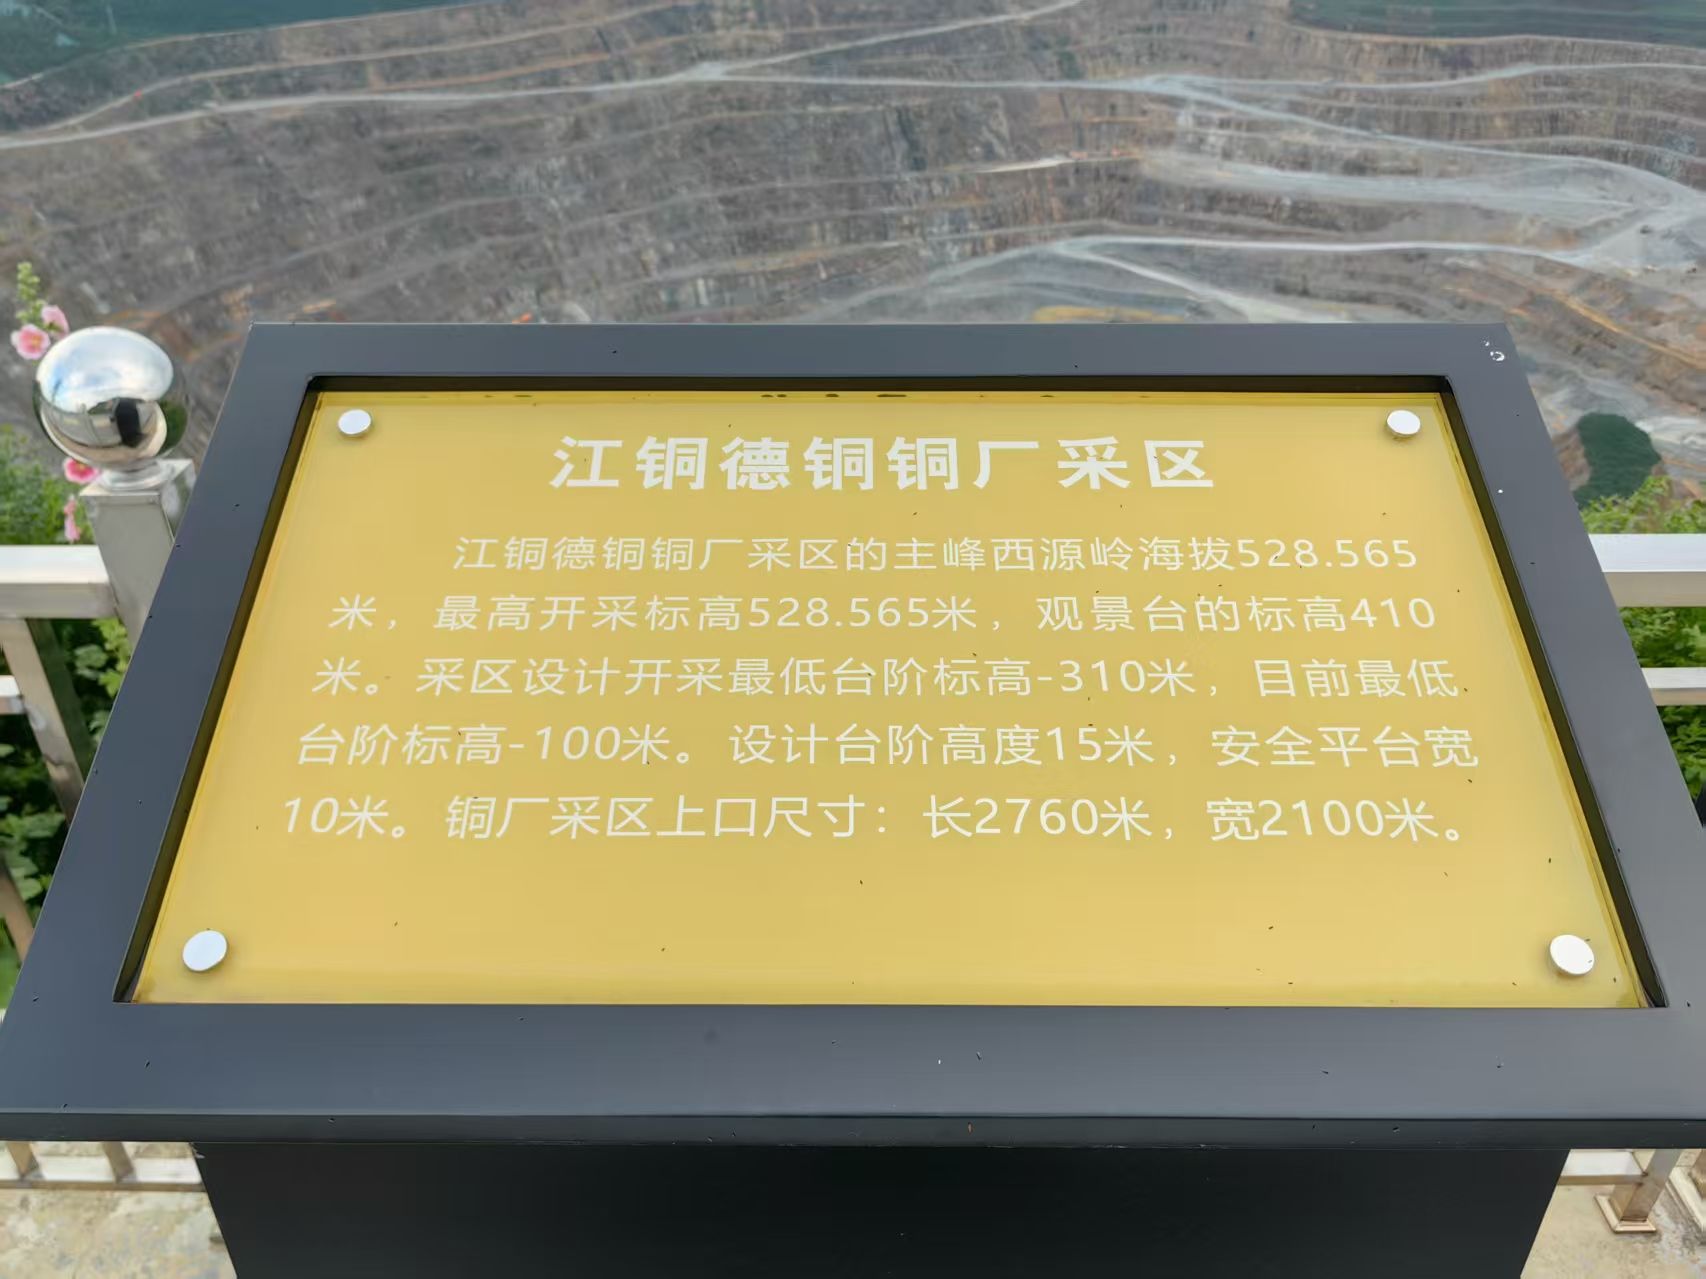 江铜德铜铜厂采区
江铜德铜铜厂采区的主峰西源岭海拔528.565
米，最高开采标高528.565米，观景台的标高410
米。采区设计开采最低台阶标高-310米，目前最低
台阶标高-100米。设计台阶高度15米，安全平台宽
10米。铜厂采区上口尺寸：长2760米，宽2100米。